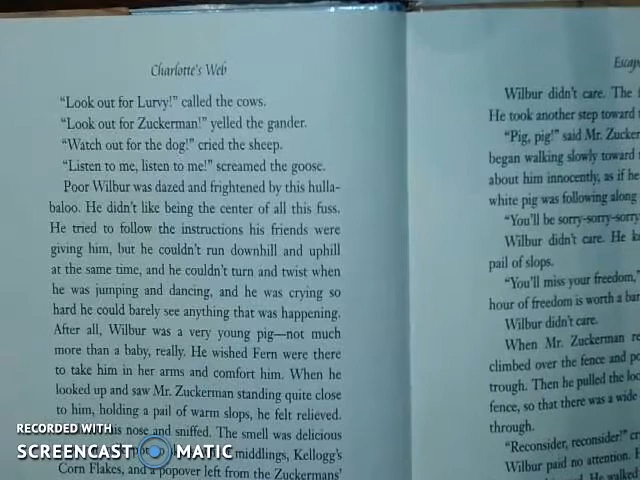 Charlotte's Web
"Look out for Lurvy!" called the cows.
"Look out for Zuckerman!" yelled the gander.
"Watch out for the dog!" cried the sheep.
"Listen to me, listen to me!" screamed the goose.
Poor Wilbur was dazed and frightened by this hulla-
baloo. He didn't like being the center of all this fuss.
He tried to follow the instructions his friends were
giving him, but he couldn't run downhill and uphill
at the same time, and he couldn't turn and twist when
he was jumping and dancing, and he was crying so
hard he could barely see anything that was happening.
After all, Wilbur was a very young pig—not much
more than a baby, really. He wished Fern were there
to take him in her arms and comfort him. When he
looked up and saw Mr. Zuckerman standing quite close
to him, holding a pail of warm slops, he felt relieved.
his nose and sniffed. The smell was delicious
middlings, Kellogg's
Corn Flakes, and a popover left from the Zuckermans'
Wilbur didn't care. The
He took another step toward
"Pig, pig!" said Mr. Zucker
began walking slowly toward
about him innocently, as if he
white pig was following along
"You'll be sorry-sorry-sorry
Wilbur didn't care. He
pail of slops.
"You'll miss your freedom,"
hour of freedom is worth a bar
Wilbur didn't care.
When Mr. Zuckerman re
climbed over the fence and po
trough. Then he pulled the loo
fence, so that there was a wide
through.
"Reconsider, reconsider!" cr
Wilbur paid no attention.
He walked
RECORDED WITH
SCREENCAST MATIC